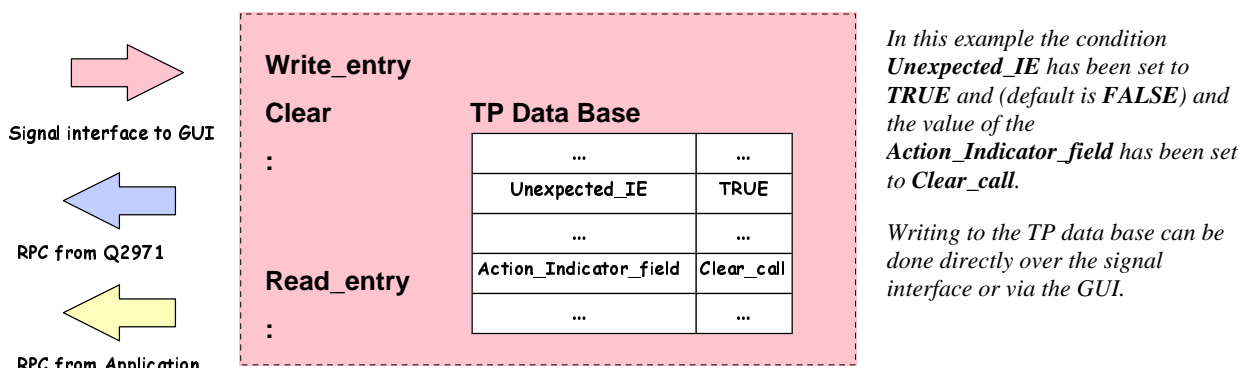 Signal interface to GUI
RPC from Q2971
RPC from Application
Write_entry
Clear
:
Read_entry
:
TP Data Base
... ...
Unexpected_IE TRUE
... ...
Action_Indicator_field Clear_call
... ...
In this example the condition
Unexpected_IE has been set to
TRUE and (default is FALSE) and
the value of the
Action_Indicator_field has been set
to Clear_call.
Writing to the TP data base can be
done directly over the signal
interface or via the GUI.